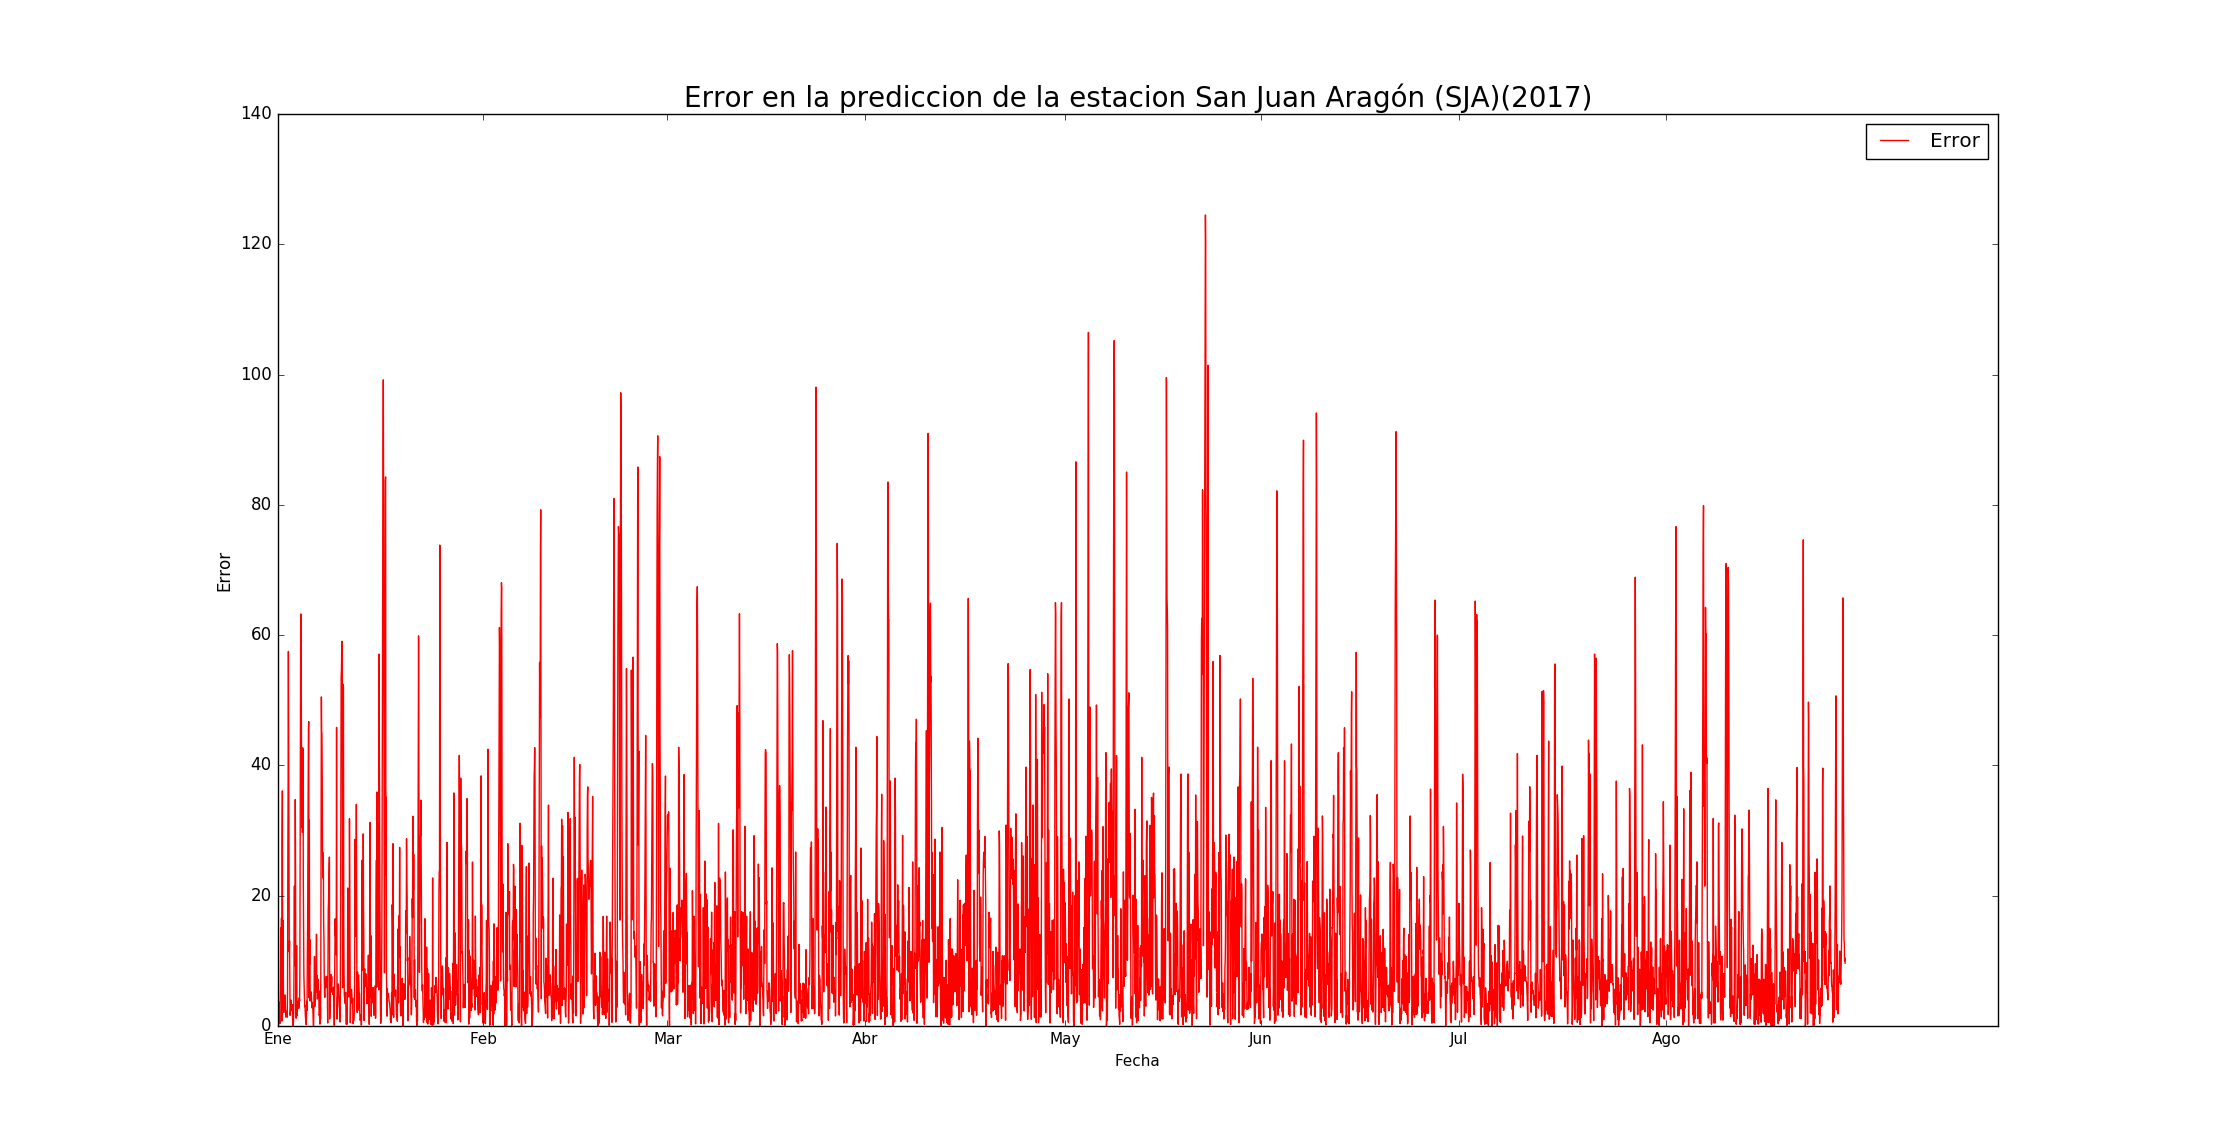 Error en la prediccion de la estacion San Juan Aragón (SJA)(2017)
140
120
100
80
60
40
20
0
Error
Error
Ene Feb Mar Abr May Jun Jul Ago
Fecha